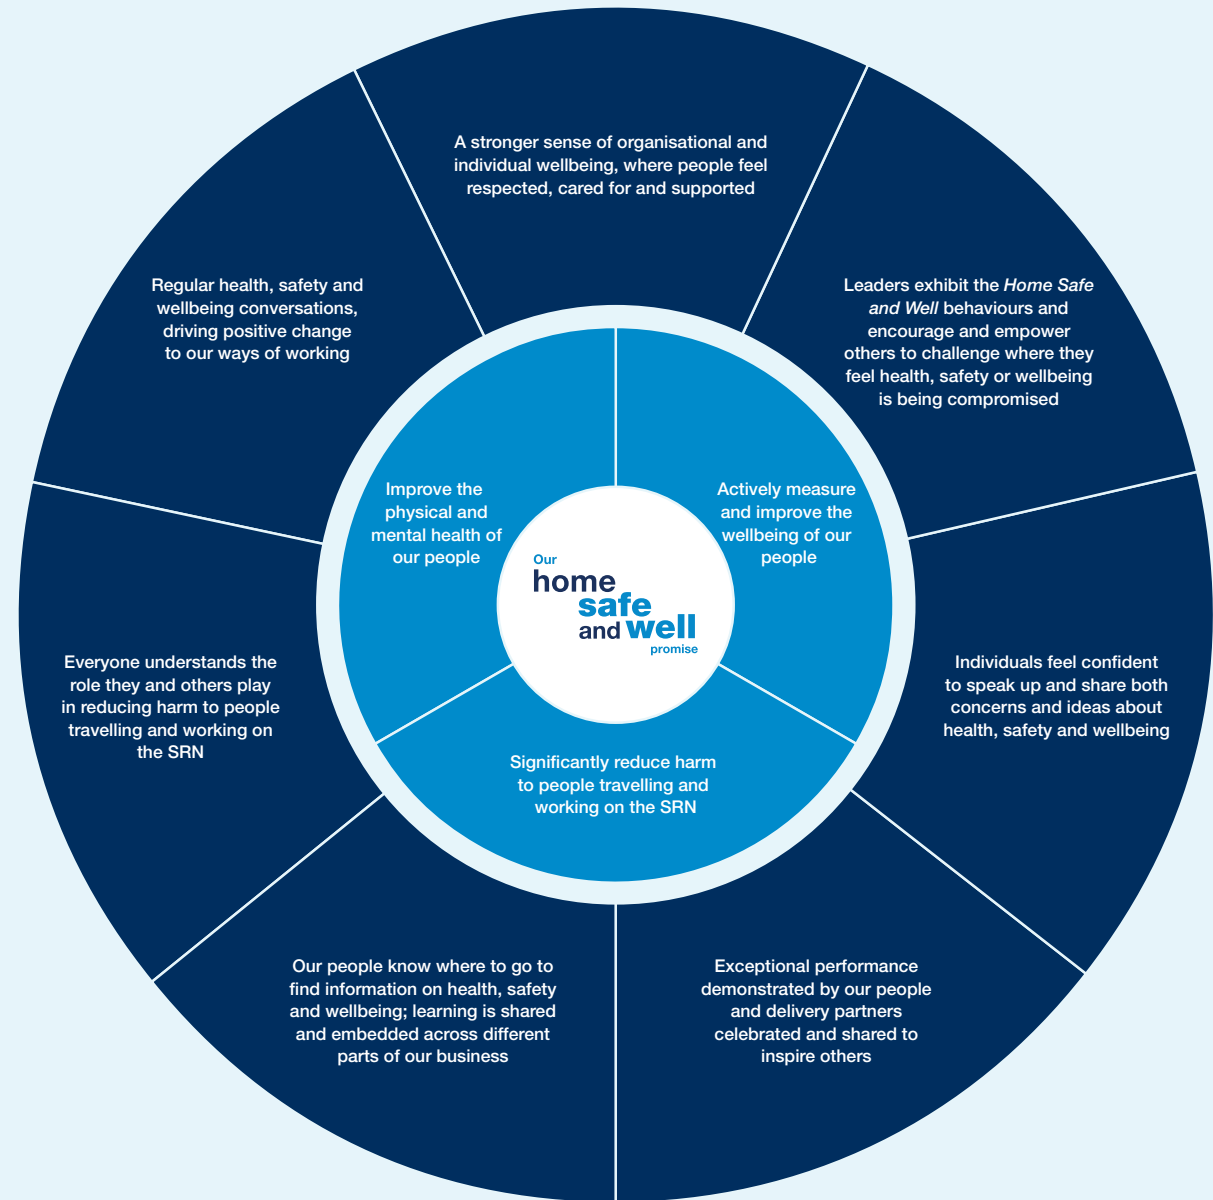 A stronger sense of organisational and
individual wellbeing, where people feel
respected, cared for and supported
Leaders exhibit the Home Safe
and Well behaviours and
encourage and empower
others to challenge where they
feel health, safety or wellbeing
is being compromised
Individuals feel confident
to speak up and share both
concerns and ideas about
health, safety and wellbeing
Exceptional performance
demonstrated by our people
and delivery partners
celebrated and shared to
inspire others
Our people know where to go to
find information on health, safety
and wellbeing; learning is shared
and embedded across different
parts of our business
Everyone understands the
role they and others play
in reducing harm to people
travelling and working on
the SRN
Regular health, safety and
wellbeing conversations,
driving positive change
to our ways of working
Improve the
physical and
mental health of
our people
Actively measure
and improve the
wellbeing of our
people
Significantly reduce harm
to people travelling and
working on the SRN
Our
home
safe
and well
promise